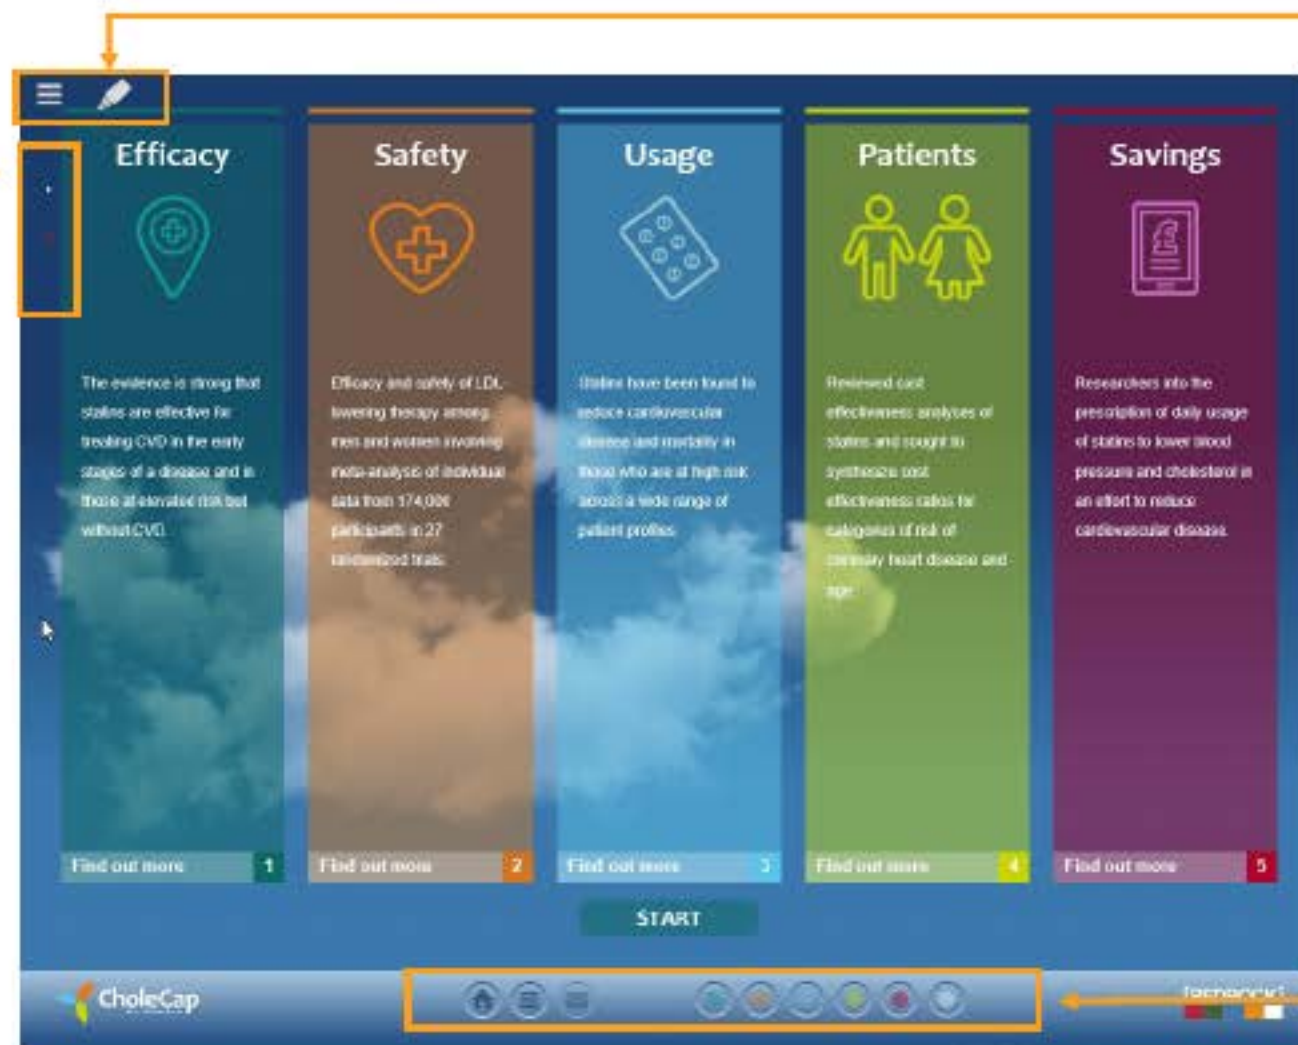 Efficacy
The evidence is strong that
statins are effective for
treating CVD in the early
stages of a disease and in
those at elevated risk but
without CVD.
Find out more 1
Safety
Efficacy and safety of LDL-
lowering therapy among
men and women involving
meta-analysis of individual
data from 174,000
participants in 27
randomized trials.
Find out more 2
Usage
Statins have been found to
reduce cardiovascular
disease and mortality in
those who are at high risk
across a wide range of
patient profiles.
Find out more 3
Patients
Reviewed cost
effectiveness analyses of
statins and sought to
synthesize cost
effectiveness ratios for
categories of risk of
coronary heart disease and
age.
Find out more 4
Savings
Researchers into the
prescription of daily usage
of statins to lower blood
pressure and cholesterol in
an effort to reduce
cardiovascular disease.
Find out more 5
START
CholeCap